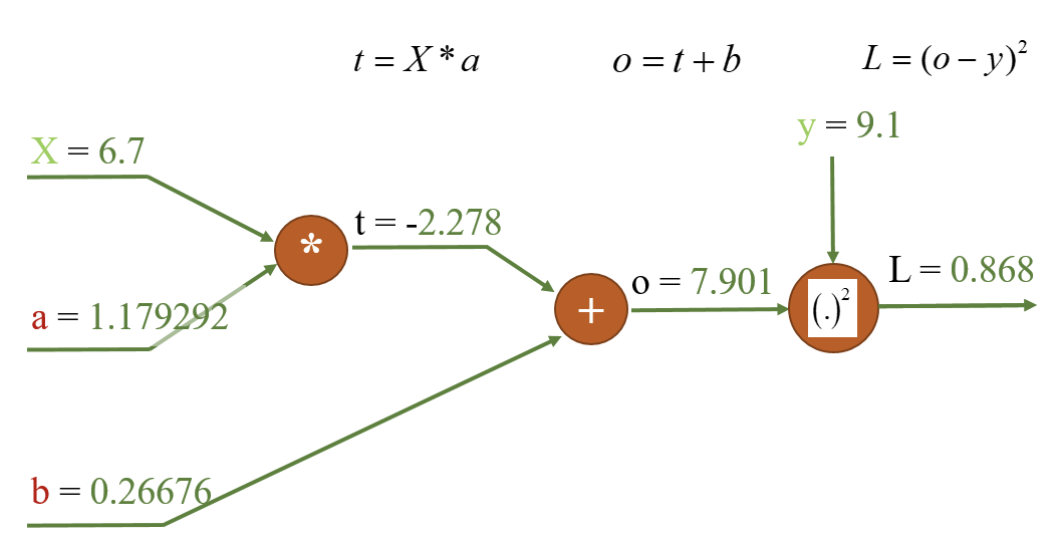 t = X * a
o = t + b
L = (o − y)²
y = 9.1
X = 6.7
*
t = -2.278
a = 1.179292
+
o = 7.901
(.)²
L = 0.868
b = 0.26676